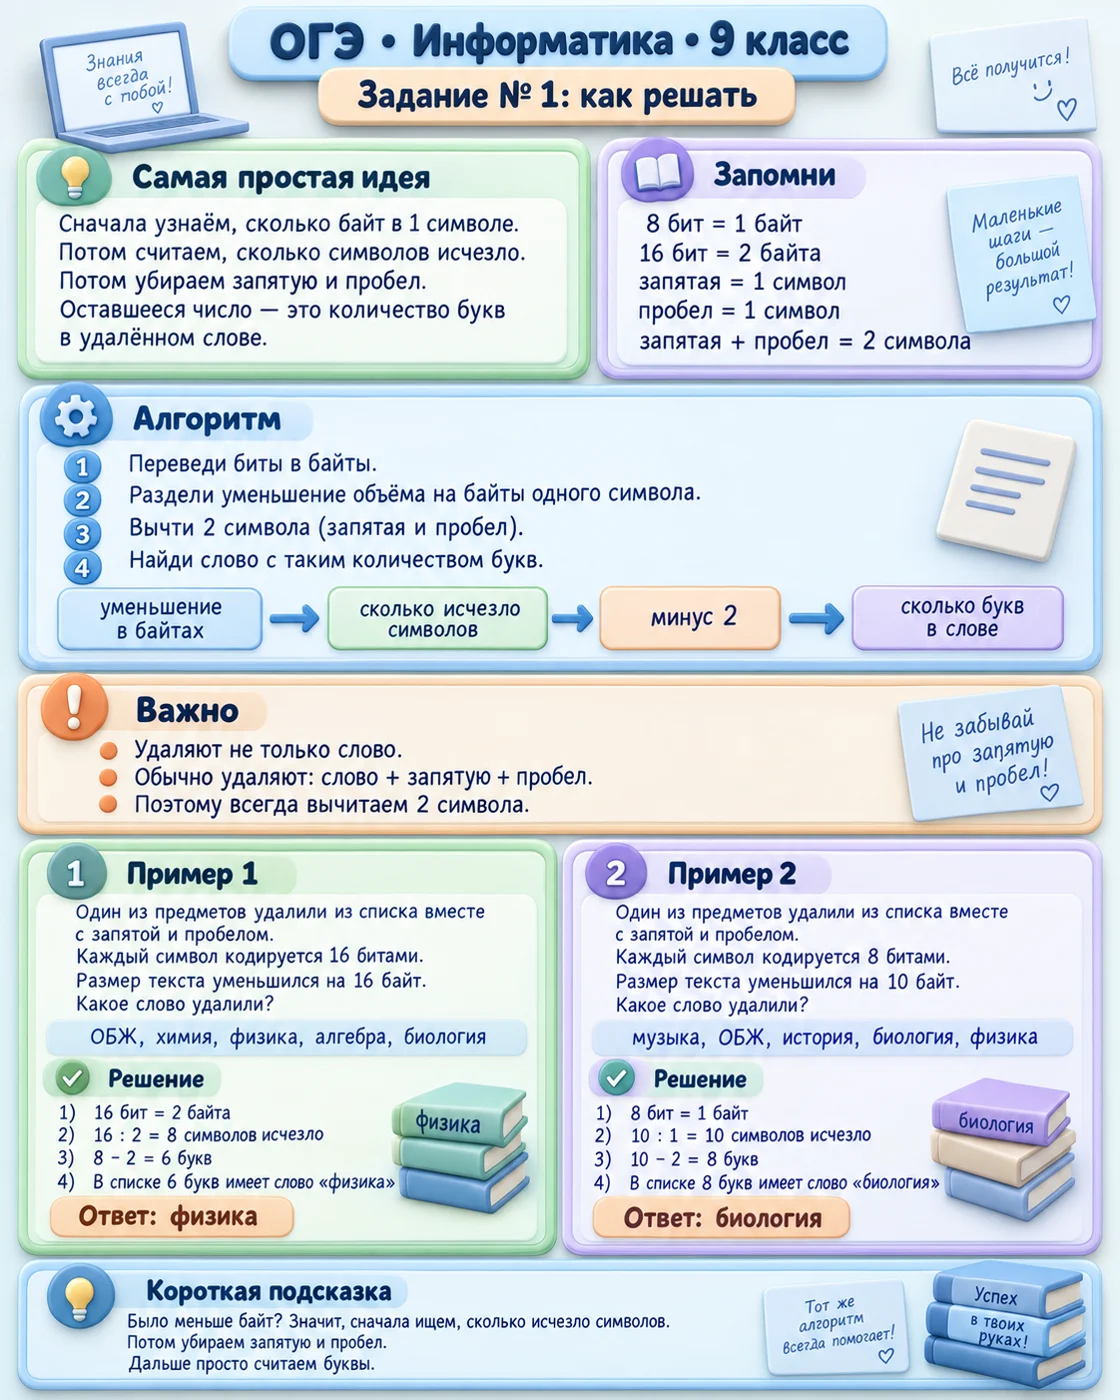 ОГЭ • Информатика • 9 класс
Задание № 1: как решать
Знания
всегда
с тобой!
Всё получится!
Самая простая идея
Сначала узнаём, сколько байт в 1 символе.
Потом считаем, сколько символов исчезло.
Потом убираем запятую и пробел.
Оставшееся число — это количество букв
в удалённом слове.
Запомни
8 бит = 1 байт
16 бит = 2 байта
запятая = 1 символ
пробел = 1 символ
запятая + пробел = 2 символа
Маленькие
шаги —
большой
результат!
Алгоритм
1 Переведи биты в байты.
2 Раздели уменьшение объёма на байты одного символа.
3 Вычти 2 символа (запятая и пробел).
4 Найди слово с таким количеством букв.
уменьшение
в байтах
сколько исчезло
символов
минус 2
сколько букв
в слове
Важно
Удаляют не только слово.
Обычно удаляют: слово + запятую + пробел.
Поэтому всегда вычитаем 2 символа.
Не забывай
про запятую
и пробел!
1 Пример 1
Один из предметов удалили из списка вместе
с запятой и пробелом.
Каждый символ кодируется 16 битами.
Размер текста уменьшился на 16 байт.
Какое слово удалили?
ОБЖ, химия, физика, алгебра, биология
Решение
1) 16 бит = 2 байта
2) 16 : 2 = 8 символов исчезло
3) 8 – 2 = 6 букв
4) В списке 6 букв имеет слово «физика»
физика
Ответ: физика
2 Пример 2
Один из предметов удалили из списка вместе
с запятой и пробелом.
Каждый символ кодируется 8 битами.
Размер текста уменьшился на 10 байт.
Какое слово удалили?
музыка, ОБЖ, история, биология, физика
Решение
1) 8 бит = 1 байт
2) 10 : 1 = 10 символов исчезло
3) 10 – 2 = 8 букв
4) В списке 8 букв имеет слово «биология»
биология
Ответ: биология
Короткая подсказка
Было меньше байт? Значит, сначала ищем, сколько исчезло символов.
Потом убираем запятую и пробел.
Дальше просто считаем буквы.
Тот же
алгоритм
всегда помогает!
Успех
в твоих
руках!